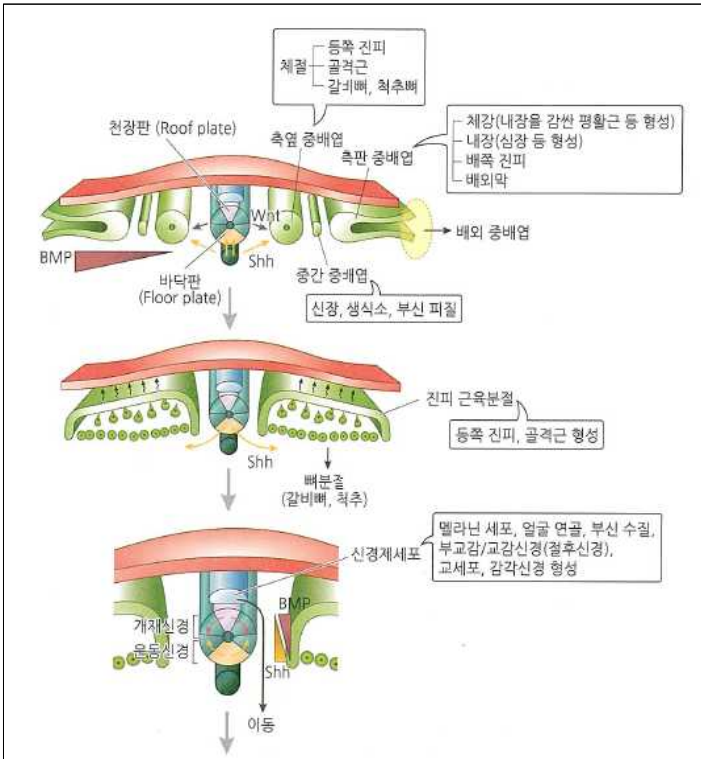 체절
등쪽 진피
골격근
갈비뼈, 척추뼈
천장판 (Roof plate)
축옆 중배엽
측판 중배엽
체강(내장을 감싼 평활근 등 형성)
내장(심장 등 형성)
배쪽 진피
배외막
Wnt
배외 중배엽
BMP
Shh
바닥판
(Floor plate)
중간 중배엽
신장, 생식소, 부신 피질
진피 근육분절
등쪽 진피, 골격근 형성
Shh
뼈분절
(갈비뼈, 척추)
신경제세포
멜라닌 세포, 얼굴 연골, 부신 수질,
부교감/교감신경(절후신경),
교세포, 감각신경 형성
BMP
개재신경
운동신경
Shh
이동